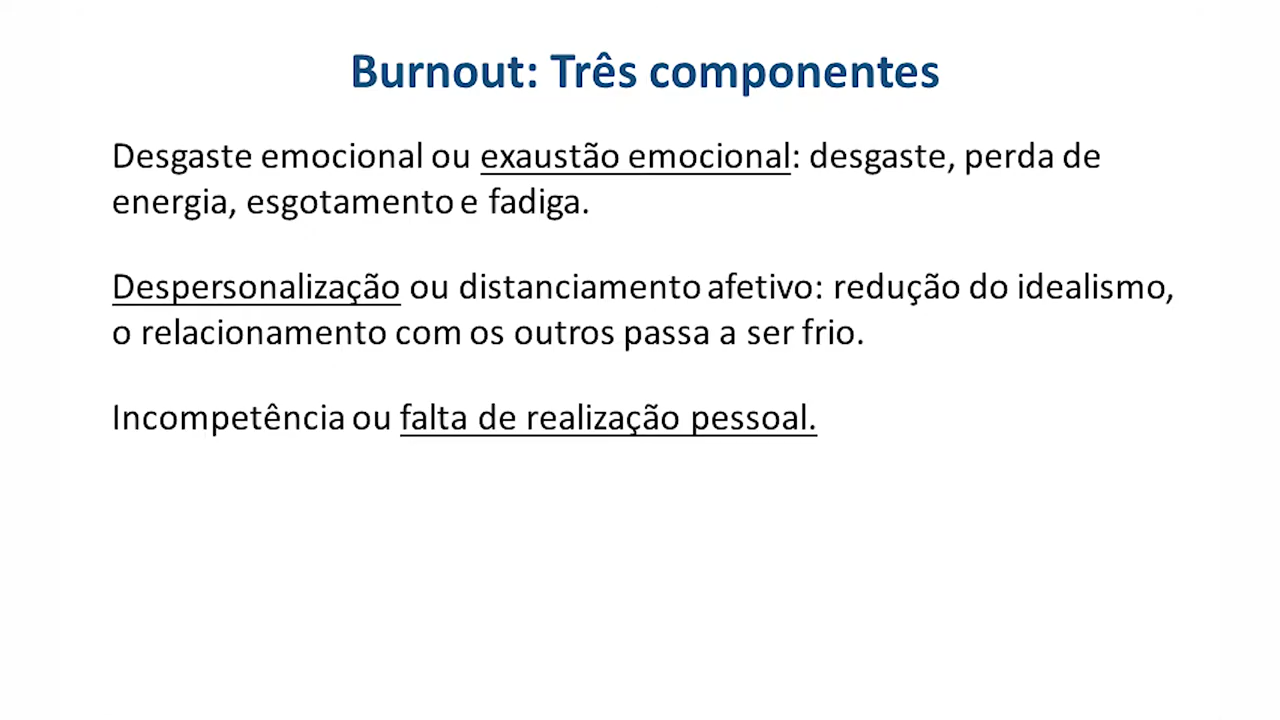 Burnout: Três componentes
Desgaste emocional ou exaustão emocional: desgaste, perda de
energia, esgotamento e fadiga.
Despersonalização ou distanciamento afetivo: redução do idealismo,
o relacionamento com os outros passa a ser frio.
Incompetência ou falta de realização pessoal.